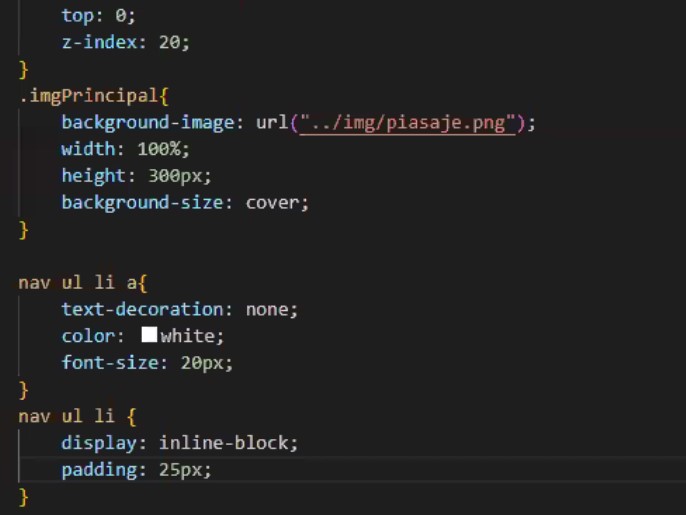 top: 0;
z-index: 20;
}
.imgPrincipal{
background-image: url("../img/piasaje.png");
width: 100%;
height: 300px;
background-size: cover;
}
nav ul li a{
text-decoration: none;
color: white;
font-size: 20px;
}
nav ul li {
display: inline-block;
padding: 25px;
}